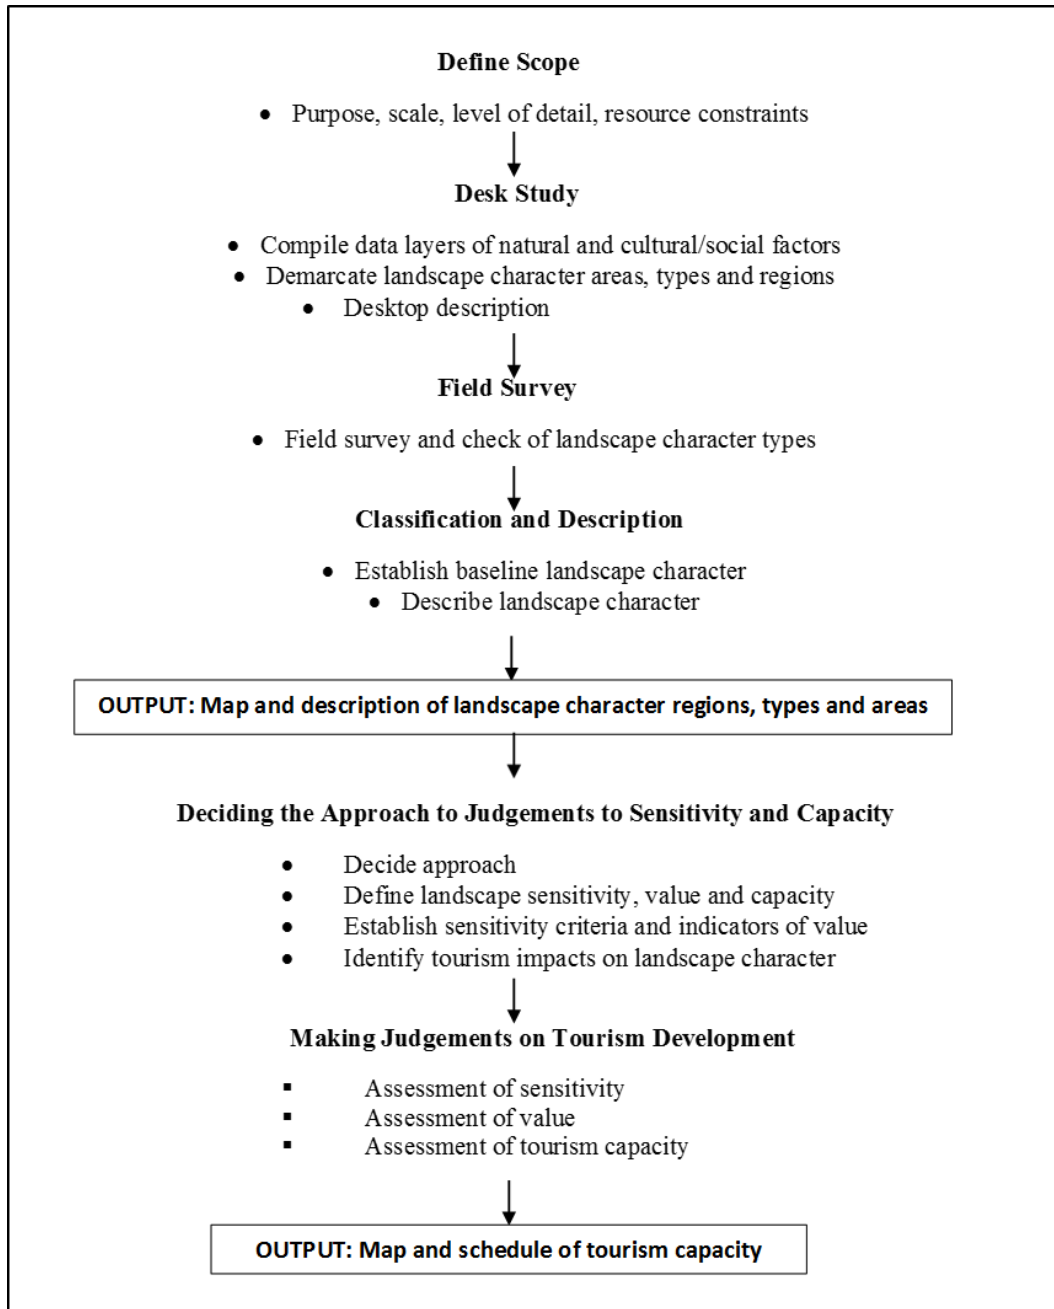 Define Scope
● Purpose, scale, level of detail, resource constraints
Desk Study
● Compile data layers of natural and cultural/social factors
● Demarcate landscape character areas, types and regions
● Desktop description
Field Survey
● Field survey and check of landscape character types
Classification and Description
● Establish baseline landscape character
● Describe landscape character
OUTPUT: Map and description of landscape character regions, types and areas
Deciding the Approach to Judgements to Sensitivity and Capacity
● Decide approach
● Define landscape sensitivity, value and capacity
● Establish sensitivity criteria and indicators of value
● Identify tourism impacts on landscape character
Making Judgements on Tourism Development
▪ Assessment of sensitivity
▪ Assessment of value
▪ Assessment of tourism capacity
OUTPUT: Map and schedule of tourism capacity